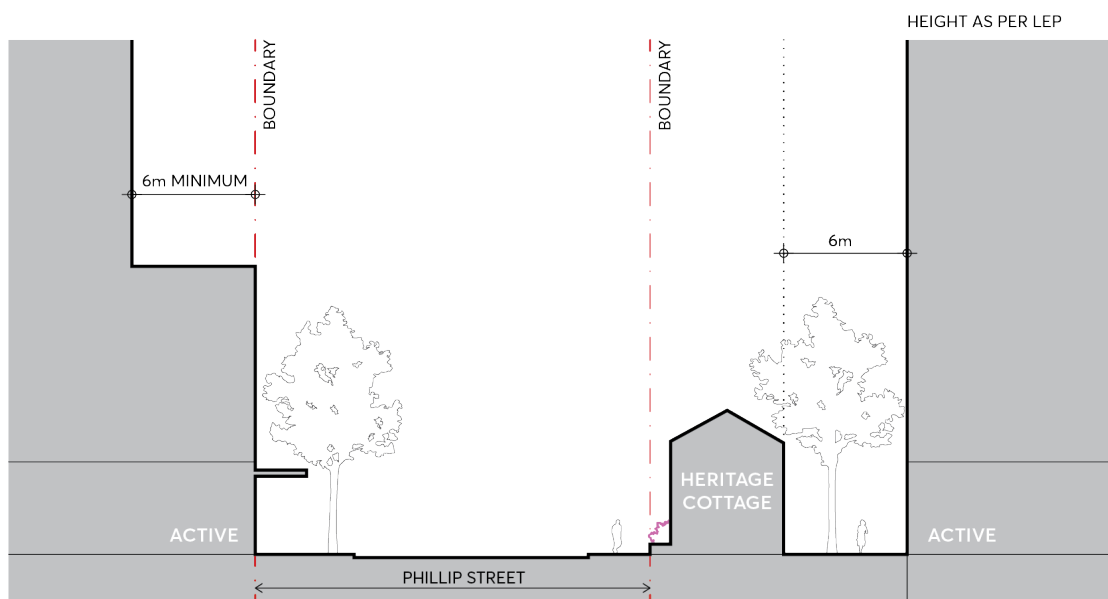 HEIGHT AS PER LEP
BOUNDARY
BOUNDARY
6m MINIMUM
6m
HERITAGE
COTTAGE
ACTIVE
ACTIVE
PHILLIP STREET